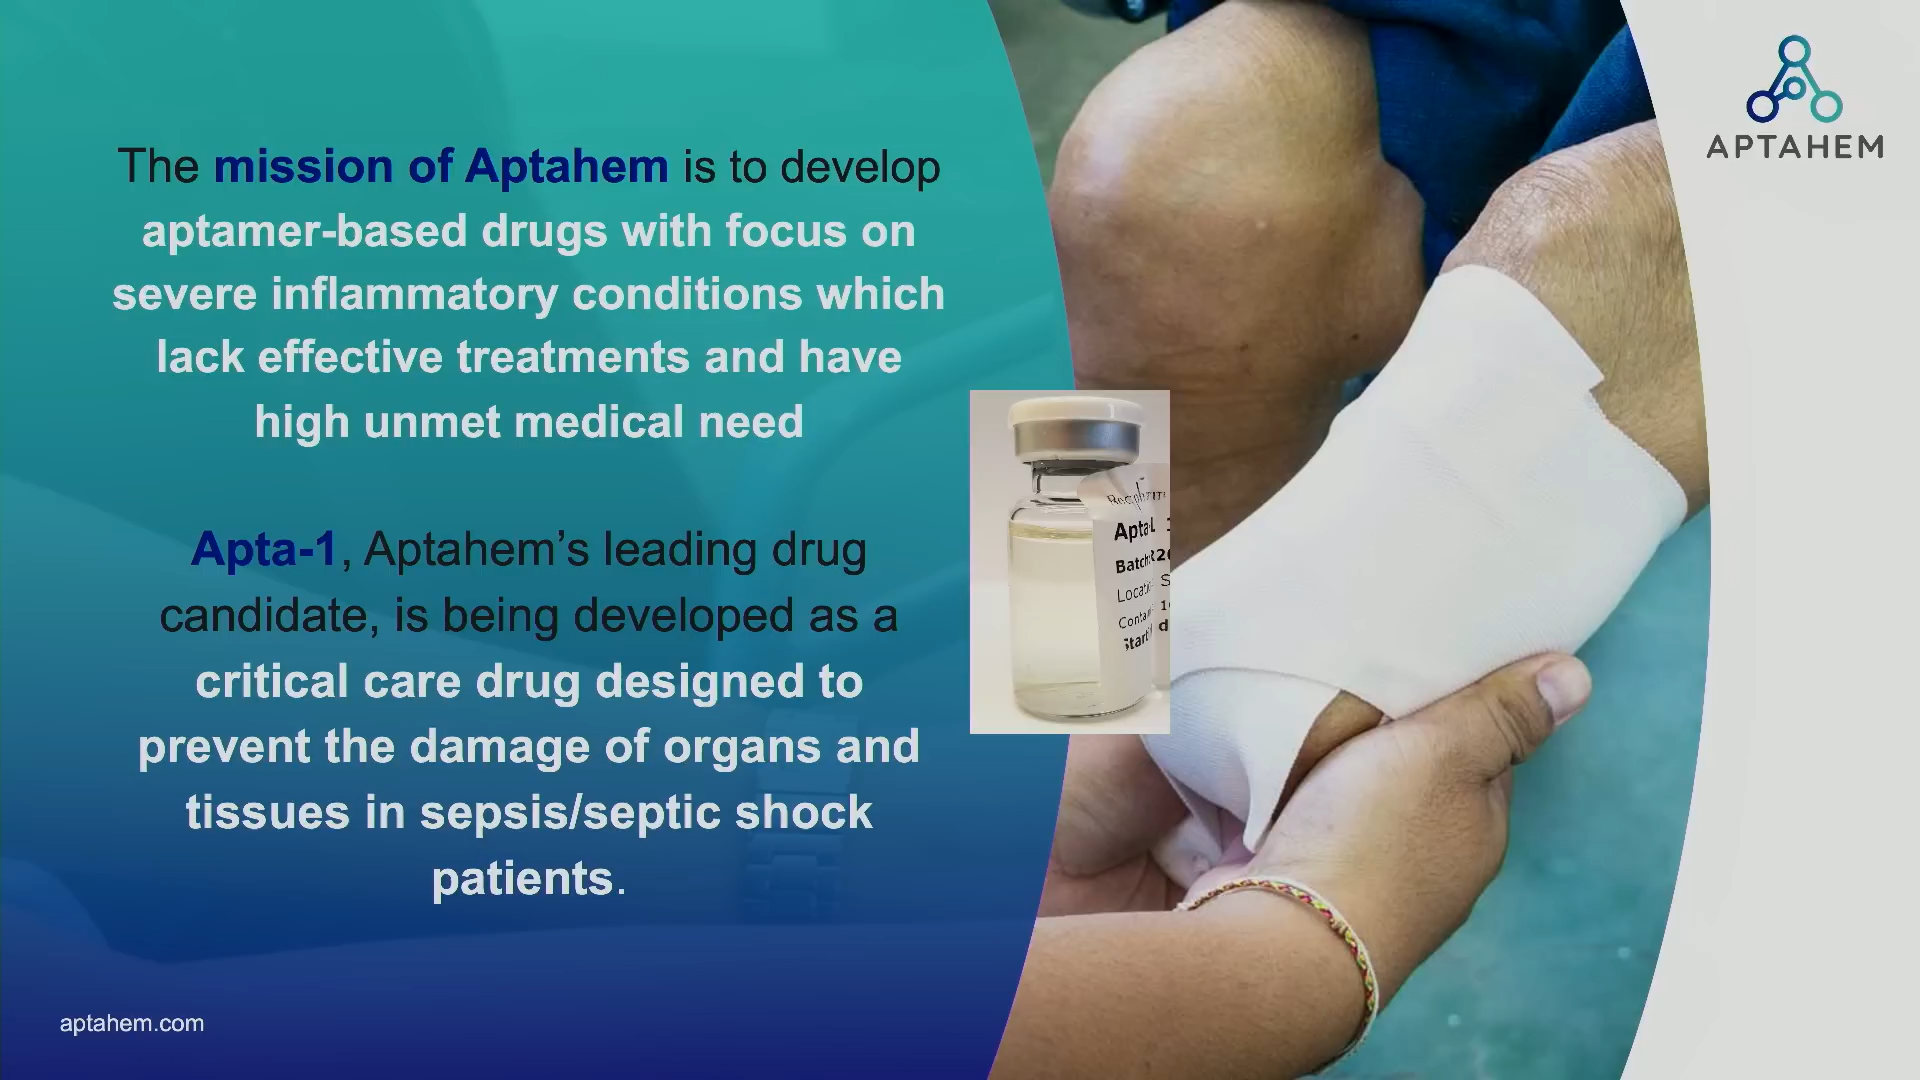 The mission of Aptahem is to develop
aptamer-based drugs with focus on
severe inflammatory conditions which
lack effective treatments and have
high unmet medical need
Apta-1, Aptahem’s leading drug
candidate, is being developed as a
critical care drug designed to
prevent the damage of organs and
tissues in sepsis/septic shock
patients.
aptahem.com
APTAHEM
Batch